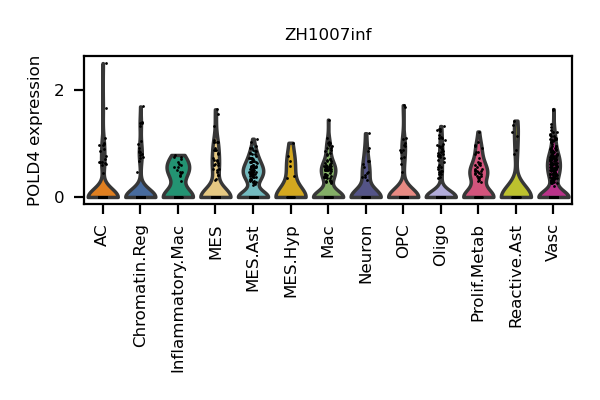 ZH1007inf
POLD4 expression
2
0
AC
Chromatin.Reg
Inflammatory.Mac
MES
MES.Ast
MES.Hyp
Mac
Neuron
OPC
Oligo
Prolif.Metab
Reactive.Ast
Vasc